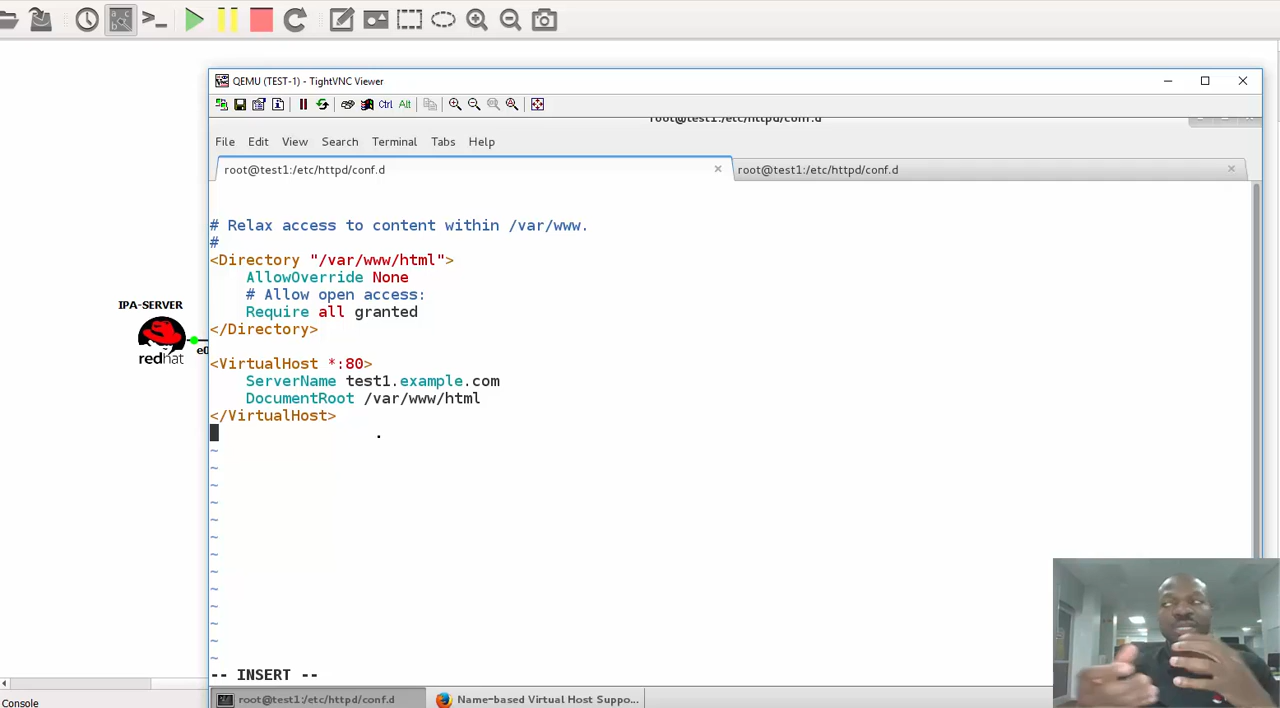 QEMU (TEST-1) - TightVNC Viewer
Ctrl Alt
root@test1:/etc/httpd/conf.d
File Edit View Search Terminal Tabs Help
root@test1:/etc/httpd/conf.d
root@test1:/etc/httpd/conf.d
# Relax access to content within /var/www.
#
<Directory "/var/www/html">
AllowOverride None
# Allow open access:
Require all granted
</Directory>
<VirtualHost *:80>
ServerName test1.example.com
DocumentRoot /var/www/html
</VirtualHost>
~
~
~
~
~
~
~
~
~
~
~
~
~
-- INSERT --
root@test1:/etc/httpd/conf.d
Name-based Virtual Host Suppo...
IPA-SERVER
redhat
e0
Console